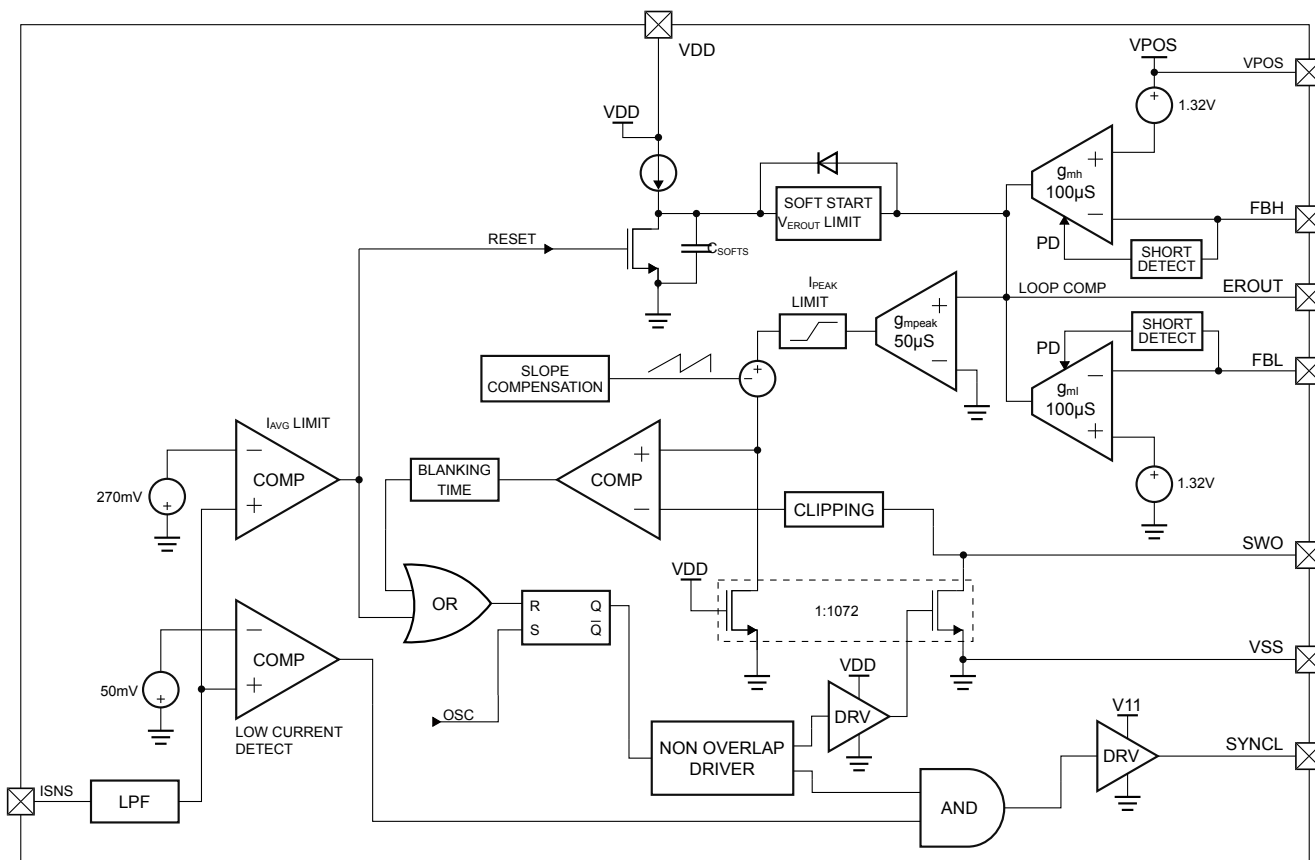 VDD
VPOS
VPOS
1.32V
VDD
+
+
gmh
100µS
−
PD
SHORT
DETECT
FBH
SOFT START
VEROUT LIMIT
CSOFTS
RESET
IPEAK
LIMIT
LOOP COMP
EROUT
+
gmpeak
50µS
−
SHORT
DETECT
PD
FBL
−
gml
100µS
+
+
1.32V
SLOPE
COMPENSATION
+
−
IAVG LIMIT
−
COMP
+
270mV
+
BLANKING
TIME
COMP
+
−
CLIPPING
SWO
VDD
1:1072
OR
R
Q
S
Q̅
−
COMP
+
50mV
+
LOW CURRENT
DETECT
OSC
VSS
VDD
DRV
NON OVERLAP
DRIVER
V11
DRV
SYNCL
AND
ISNS
LPF